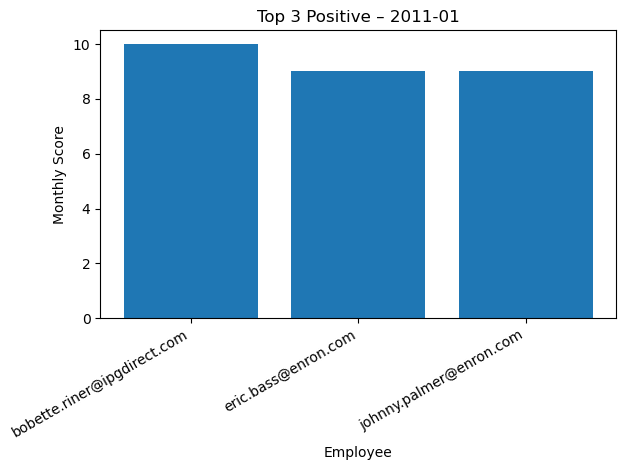 Top 3 Positive – 2011-01
Monthly Score
10
8
6
4
2
0
bobette.riner@ipgdirect.com
eric.bass@enron.com
johnny.palmer@enron.com
Employee